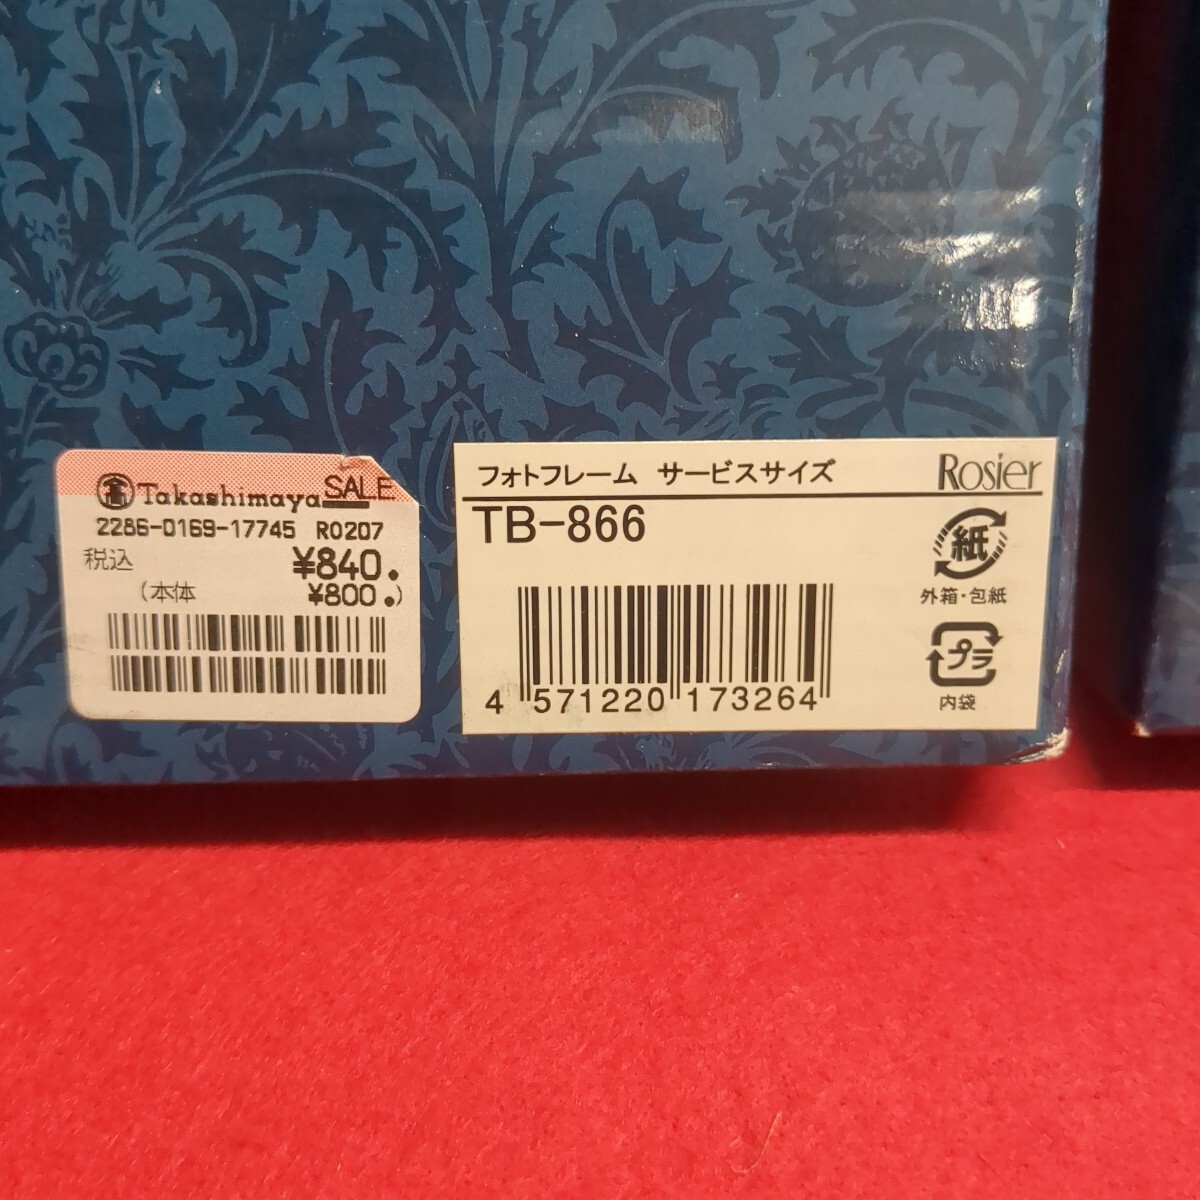 高 Takashimaya SALE
2286-0169-17745 R0207
税込 ¥840.
(本体 ¥800.)
フォトフレーム サービスサイズ Rosier
TB-866
紙
外箱・包紙
プラ
内袋
4 571220 173264